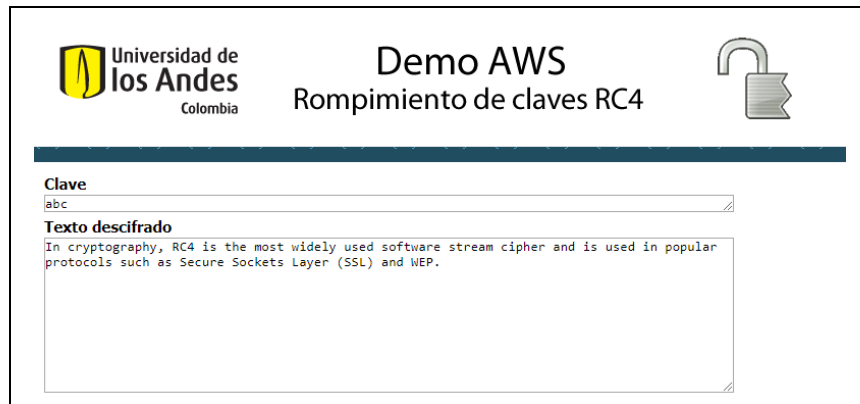 Universidad de
los Andes
Colombia
Demo AWS
Rompimiento de claves RC4
Clave
abc
Texto descifrado
In cryptography, RC4 is the most widely used software stream cipher and is used in popular
protocols such as Secure Sockets Layer (SSL) and WEP.